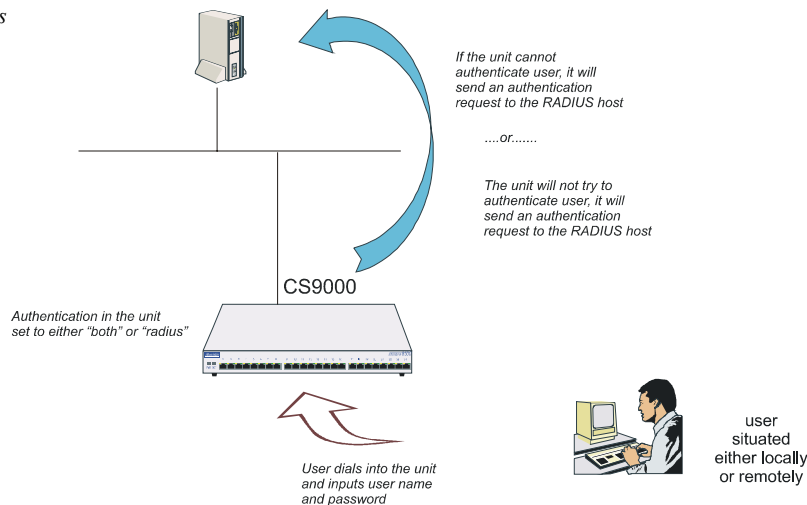 s
If the unit cannot
authenticate user, it will
send an authentication
request to the RADIUS host
....or.......
The unit will not try to
authenticate user, it will
send an authentication
request to the RADIUS host
CS9000
Authentication in the unit
set to either “both” or “radius”
User dials into the unit
and inputs user name
and password
user
situated
either locally
or remotely